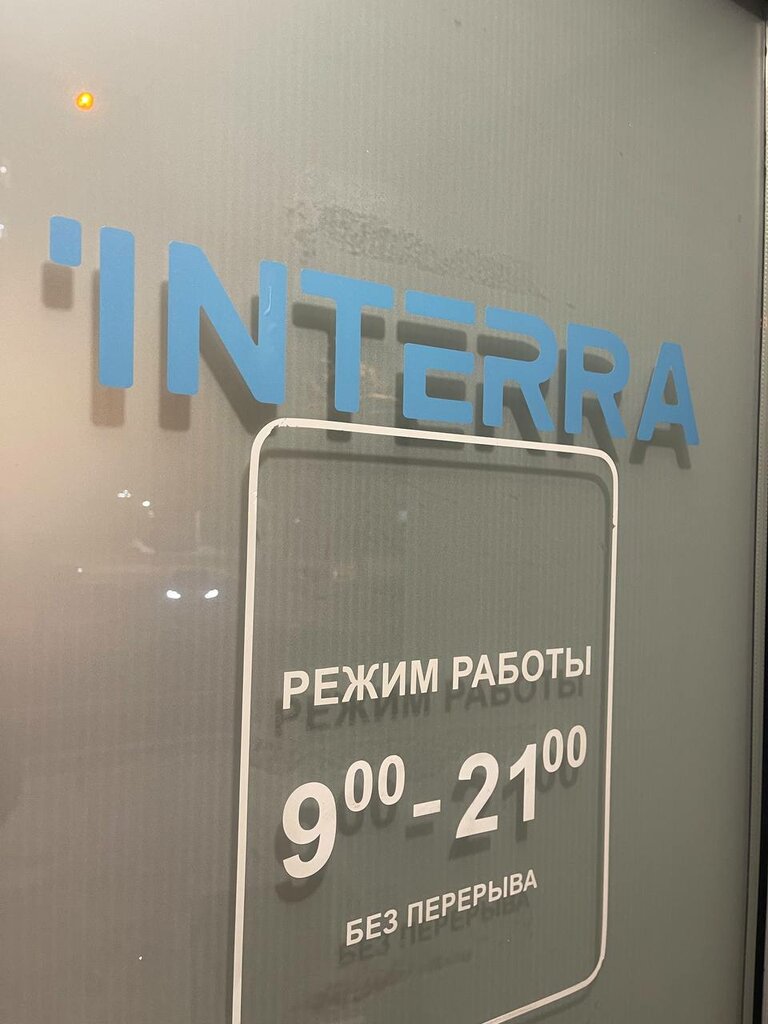 'INTERRA
РЕЖИМ РАБОТЫ
9⁰⁰-21⁰⁰
БЕЗ ПЕРЕРЫВА